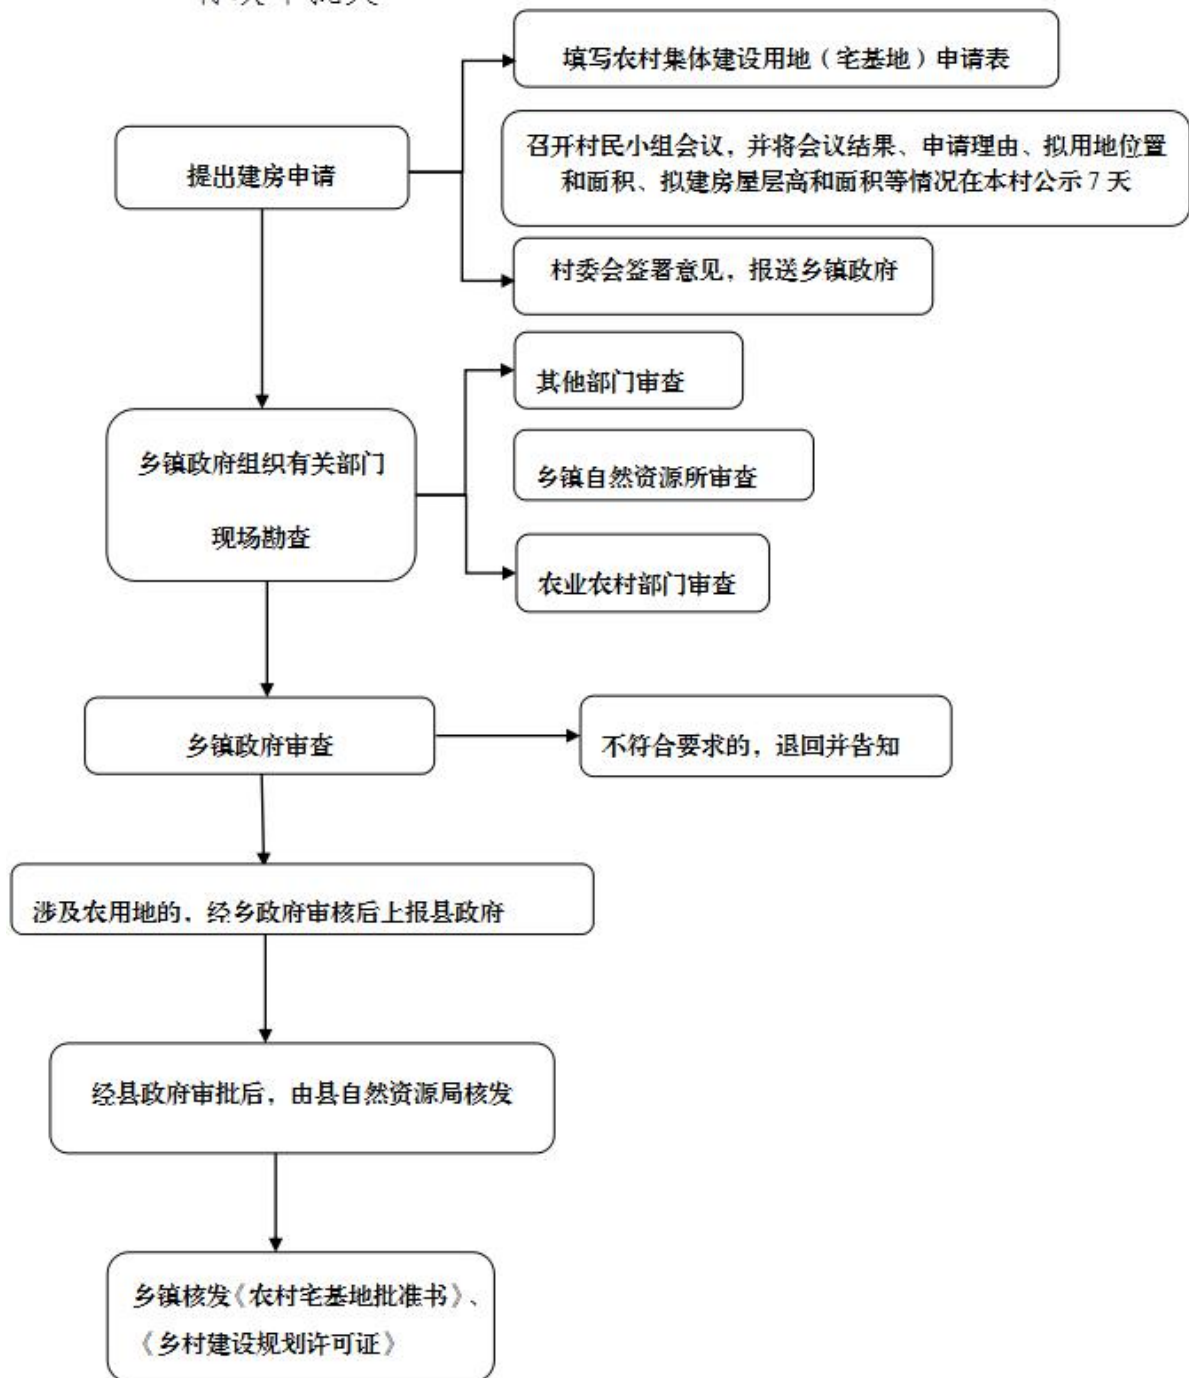 填写农村集体建设用地（宅基地）申请表
提出建房申请
召开村民小组会议，并将会议结果、申请理由、拟用地位置
和面积、拟建房屋层高和面积等情况在本村公示 7 天
村委会签署意见，报送乡镇政府
乡镇政府组织有关部门
现场勘查
其他部门审查
乡镇自然资源所审查
农业农村部门审查
乡镇政府审查
不符合要求的，退回并告知
涉及农用地的，经乡政府审核后上报县政府
经县政府审批后，由县自然资源局核发
乡镇核发《农村宅基地批准书》、
《乡村建设规划许可证》